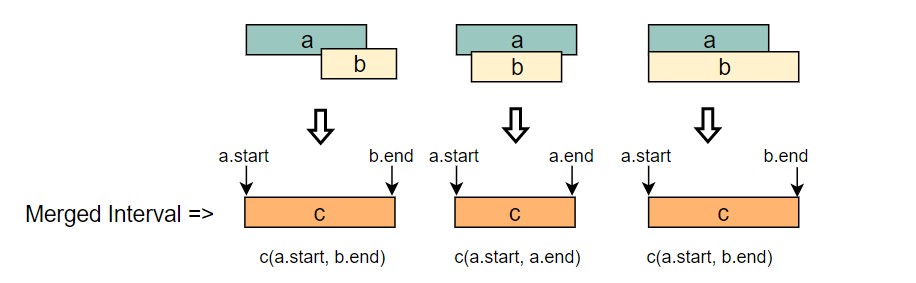 a a a
b b b
a.start b.end a.start a.end a.start b.end
Merged Interval => c c c
c(a.start, b.end) c(a.start, a.end) c(a.start, b.end)